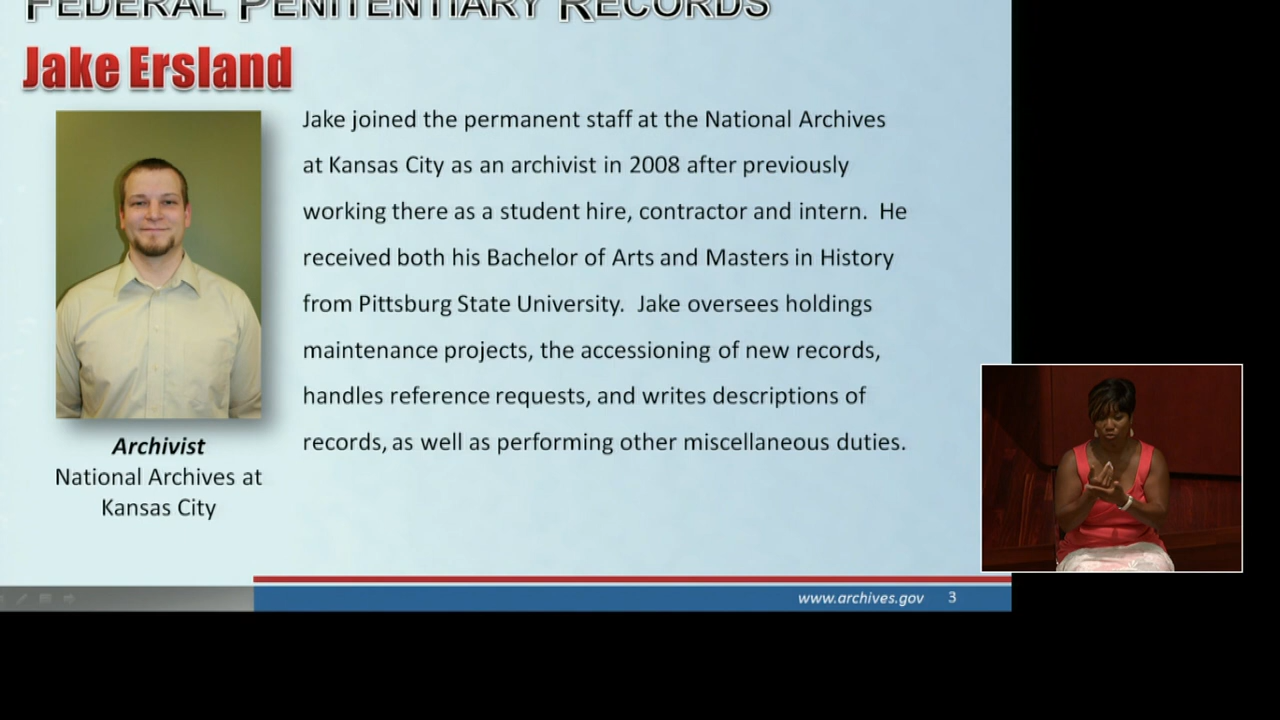 FEDERAL PENITENTIARY RECORDS
Jake Ersland
Jake joined the permanent staff at the National Archives
at Kansas City as an archivist in 2008 after previously
working there as a student hire, contractor and intern.  He
received both his Bachelor of Arts and Masters in History
from Pittsburg State University.  Jake oversees holdings
maintenance projects, the accessioning of new records,
handles reference requests, and writes descriptions of
records, as well as performing other miscellaneous duties.
Archivist
National Archives at
Kansas City
www.archives.gov 3